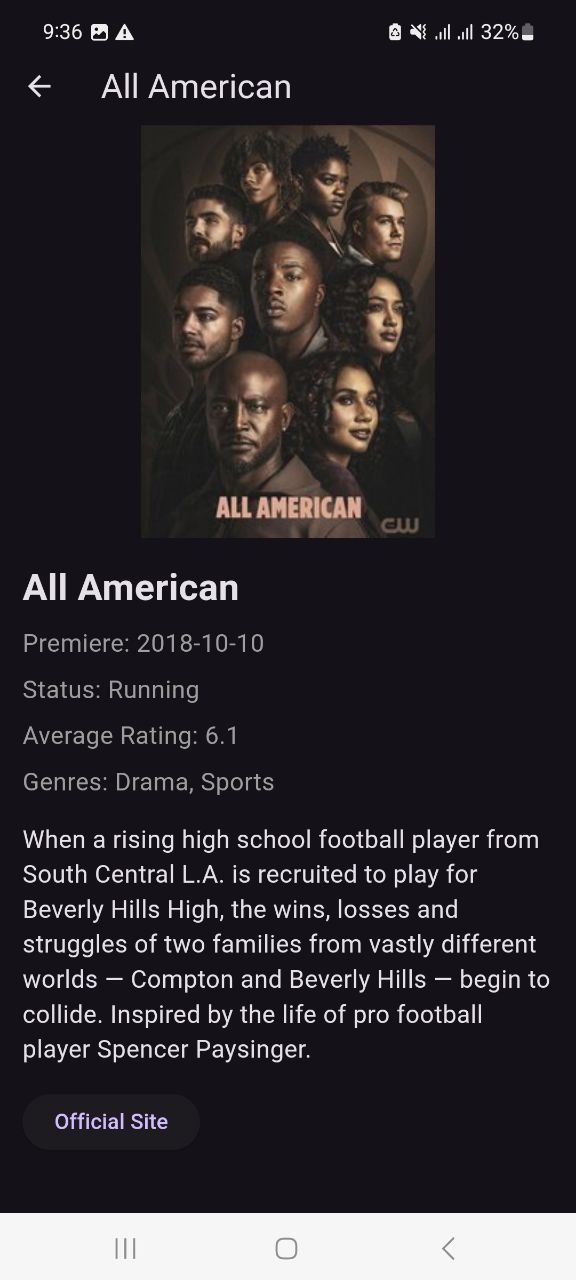 9:36
32%
All American
ALL AMERICAN
CW
All American
Premiere: 2018-10-10
Status: Running
Average Rating: 6.1
Genres: Drama, Sports
When a rising high school football player from
South Central L.A. is recruited to play for
Beverly Hills High, the wins, losses and
struggles of two families from vastly different
worlds — Compton and Beverly Hills — begin to
collide. Inspired by the life of pro football
player Spencer Paysinger.
Official Site